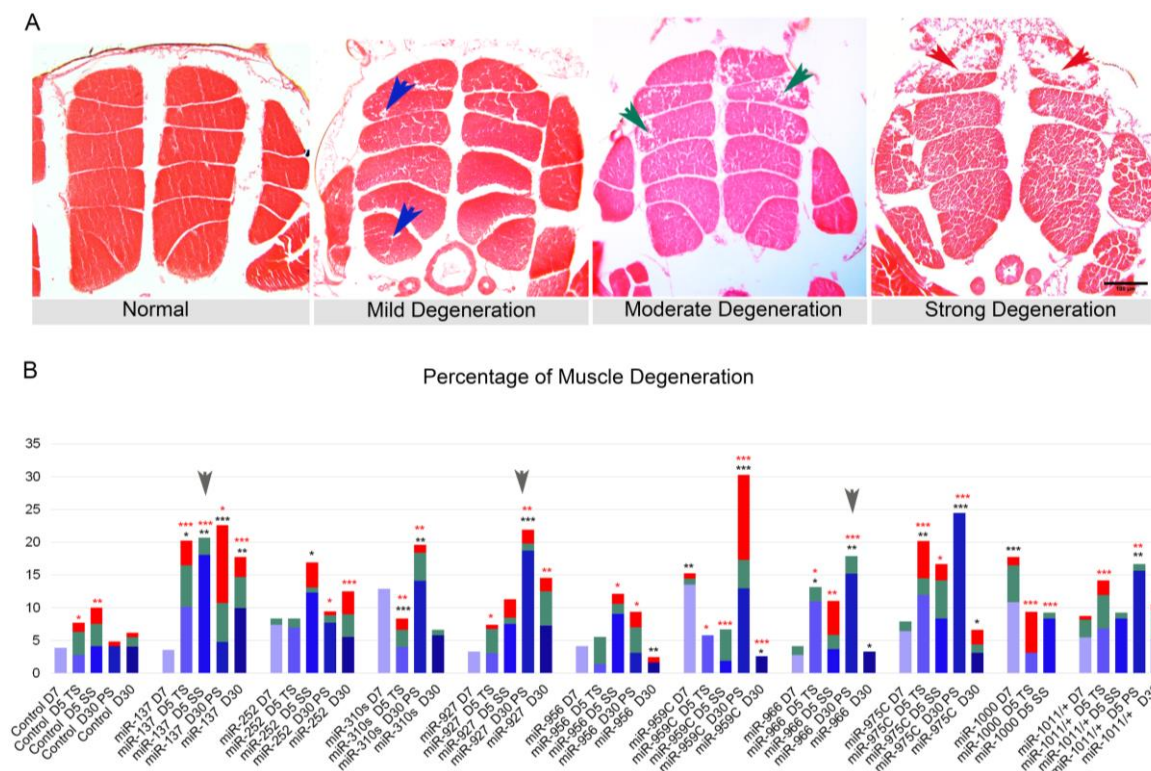 A
Normal
Mild Degeneration
Moderate Degeneration
Strong Degeneration
100 µm
B
Percentage of Muscle Degeneration
35
30
25
20
15
10
5
0
Control D7
Control D5 TS
Control D5 SS
Control D30 PS
Control D30
miR-137 D7
miR-137 D5 TS
miR-137 D5 SS
miR-137 D30 PS
miR-137 D30
miR-252 D7
miR-252 D5 TS
miR-252 D5 SS
miR-252 D30 PS
miR-252 D30
miR-310s D7
miR-310s D5 TS
miR-310s D30 PS
miR-310s D30
miR-927 D7
miR-927 D5 TS
miR-927 D5 SS
miR-927 D30 PS
miR-927 D30
miR-956 D7
miR-956 D5 TS
miR-956 D5 SS
miR-956 D30 PS
miR-956 D30
miR-959C D7
miR-959C D5 TS
miR-959C D5 SS
miR-959C D30 PS
miR-959C D30
miR-966 D7
miR-966 D5 TS
miR-966 D5 SS
miR-966 D30 PS
miR-966 D30
miR-975C D7
miR-975C D5 TS
miR-975C D5 SS
miR-975C D30 PS
miR-975C D30
miR-1000 D7
miR-1000 D5 TS
miR-1000 D5 SS
miR-1011/+ D7
miR-1011/+ D5 TS
miR-1011/+ D5 SS
miR-1011/+ D5 PS
miR-1011/+ D30